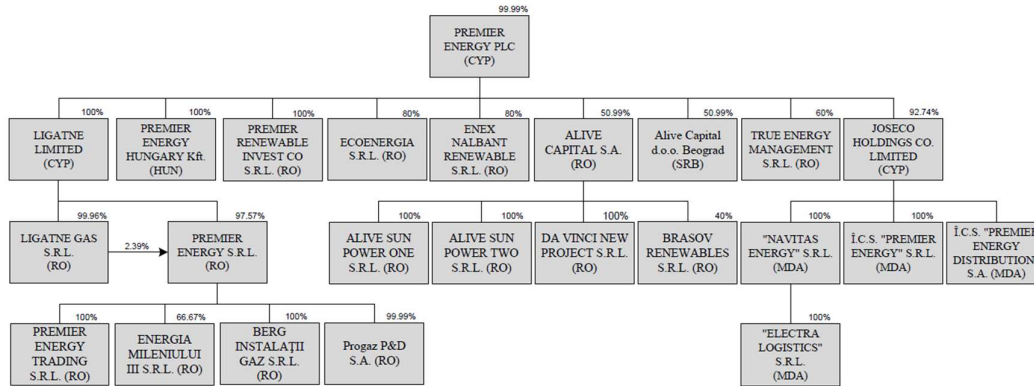 99.99%
PREMIER
ENERGY PLC
(CYP)
100%
LIGATNE
LIMITED
(CYP)
100%
PREMIER
ENERGY
HUNGARY Kft.
(HUN)
100%
PREMIER
RENEWABLE
INVEST CO
S.R.L. (RO)
80%
ECOENERGIA
S.R.L. (RO)
80%
ENEX
NALBANT
RENEWABLE
S.R.L. (RO)
50.99%
ALIVE
CAPITAL S.A.
(RO)
50.99%
Alive Capital
d.o.o. Beograd
(SRB)
60%
TRUE ENERGY
MANAGEMENT
S.R.L. (RO)
92.74%
JOSECO
HOLDINGS CO.
LIMITED
(CYP)
99.96%
LIGATNE GAS
S.R.L.
(RO)
2.39%
97.57%
PREMIER
ENERGY S.R.L.
(RO)
100%
ALIVE SUN
POWER ONE
S.R.L. (RO)
100%
ALIVE SUN
POWER TWO
S.R.L. (RO)
100%
DA VINCI NEW
PROJECT S.R.L.
(RO)
40%
BRASOV
RENEWABLES
S.R.L. (RO)
100%
"NAVITAS
ENERGY" S.R.L.
(MDA)
100%
Î.C.S. "PREMIER
ENERGY" S.R.L.
(MDA)
100%
Î.C.S. "PREMIER
ENERGY
DISTRIBUTION"
S.A. (MDA)
100%
PREMIER
ENERGY
TRADING
S.R.L. (RO)
66.67%
ENERGIA
MILENIULUI
III S.R.L. (RO)
100%
BERG
INSTALAȚII
GAZ S.R.L.
(RO)
99.99%
Progaz P&D
S.A. (RO)
100%
"ELECTRA
LOGISTICS"
S.R.L.
(MDA)